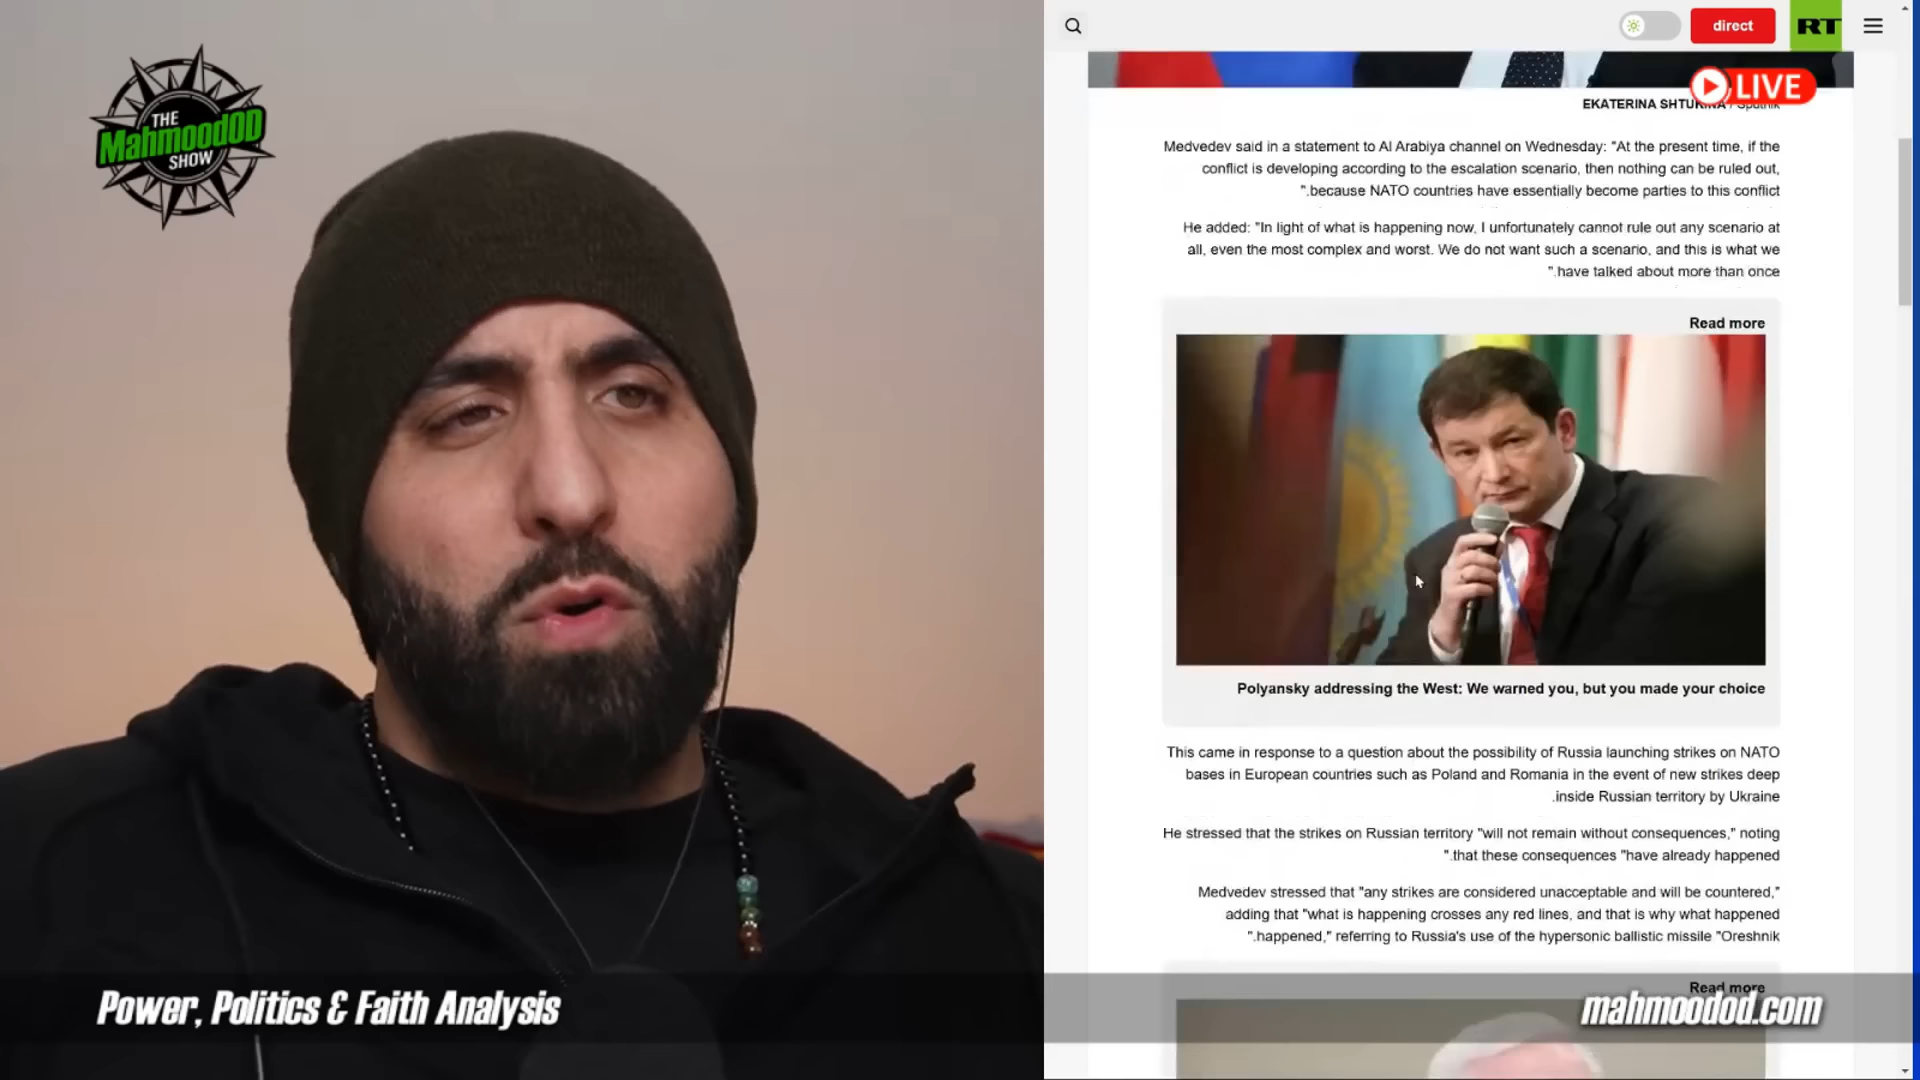 THE
MahmoodOD
SHOW
direct
RT
LIVE
EKATERINA SHTUKINA / Sputnik
Medvedev said in a statement to Al Arabiya channel on Wednesday: "At the present time, if the
conflict is developing according to the escalation scenario, then nothing can be ruled out,
".because NATO countries have essentially become parties to this conflict
He added: "In light of what is happening now, I unfortunately cannot rule out any scenario at
all, even the most complex and worst. We do not want such a scenario, and this is what we
".have talked about more than once
Read more
Polyansky addressing the West: We warned you, but you made your choice
This came in response to a question about the possibility of Russia launching strikes on NATO
bases in European countries such as Poland and Romania in the event of new strikes deep
.inside Russian territory by Ukraine
He stressed that the strikes on Russian territory "will not remain without consequences," noting
".that these consequences "have already happened
Medvedev stressed that "any strikes are considered unacceptable and will be countered,"
adding that "what is happening crosses any red lines, and that is why what happened
".happened," referring to Russia's use of the hypersonic ballistic missile "Oreshnik
Read more
Power, Politics & Faith Analysis
mahmoodod.com